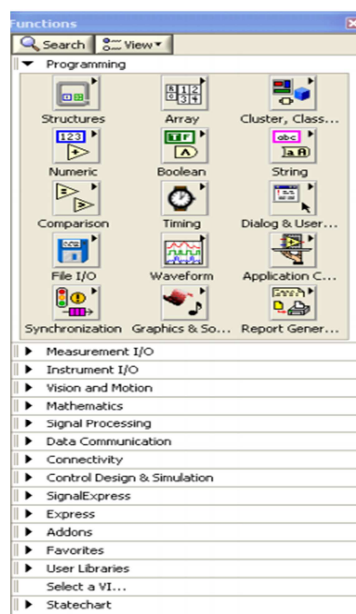 Functions
Search View
Programming
Structures Array Cluster, Class...
Numeric Boolean String
Comparison Timing Dialog & User...
File I/O Waveform Application C...
Synchronization Graphics & So... Report Gener...
Measurement I/O
Instrument I/O
Vision and Motion
Mathematics
Signal Processing
Data Communication
Connectivity
Control Design & Simulation
SignalExpress
Express
Addons
Favorites
User Libraries
Select a VI...
Statechart